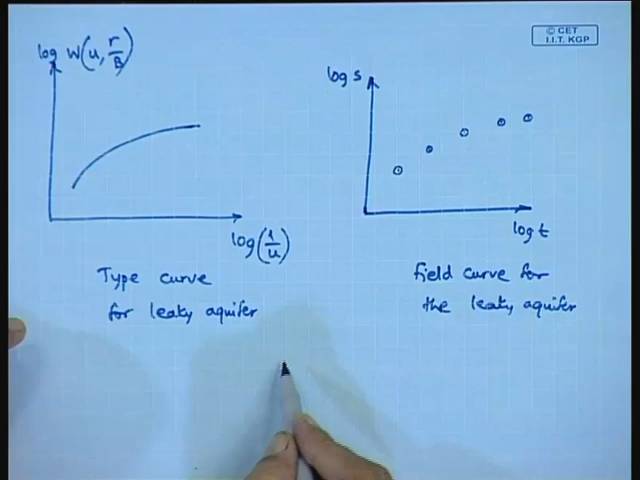 © CET
I.I.T. KGP
log W(u, r/B)
log s
log (1/u)
log t
Type curve
for leaky aquifer
field curve for
the leaky aquifer